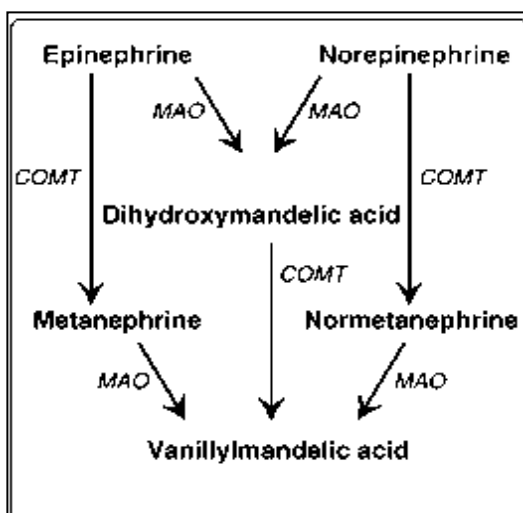 Epinephrine Norepinephrine
MAO MAO
COMT COMT
Dihydroxymandelic acid
COMT
Metanephrine Normetanephrine
MAO MAO
Vanillylmandelic acid